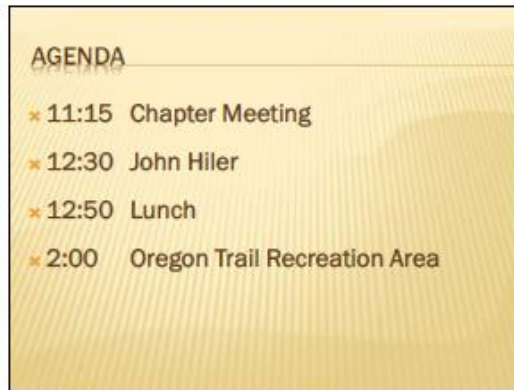 AGENDA
11:15 Chapter Meeting
12:30 John Hiler
12:50 Lunch
2:00 Oregon Trail Recreation Area